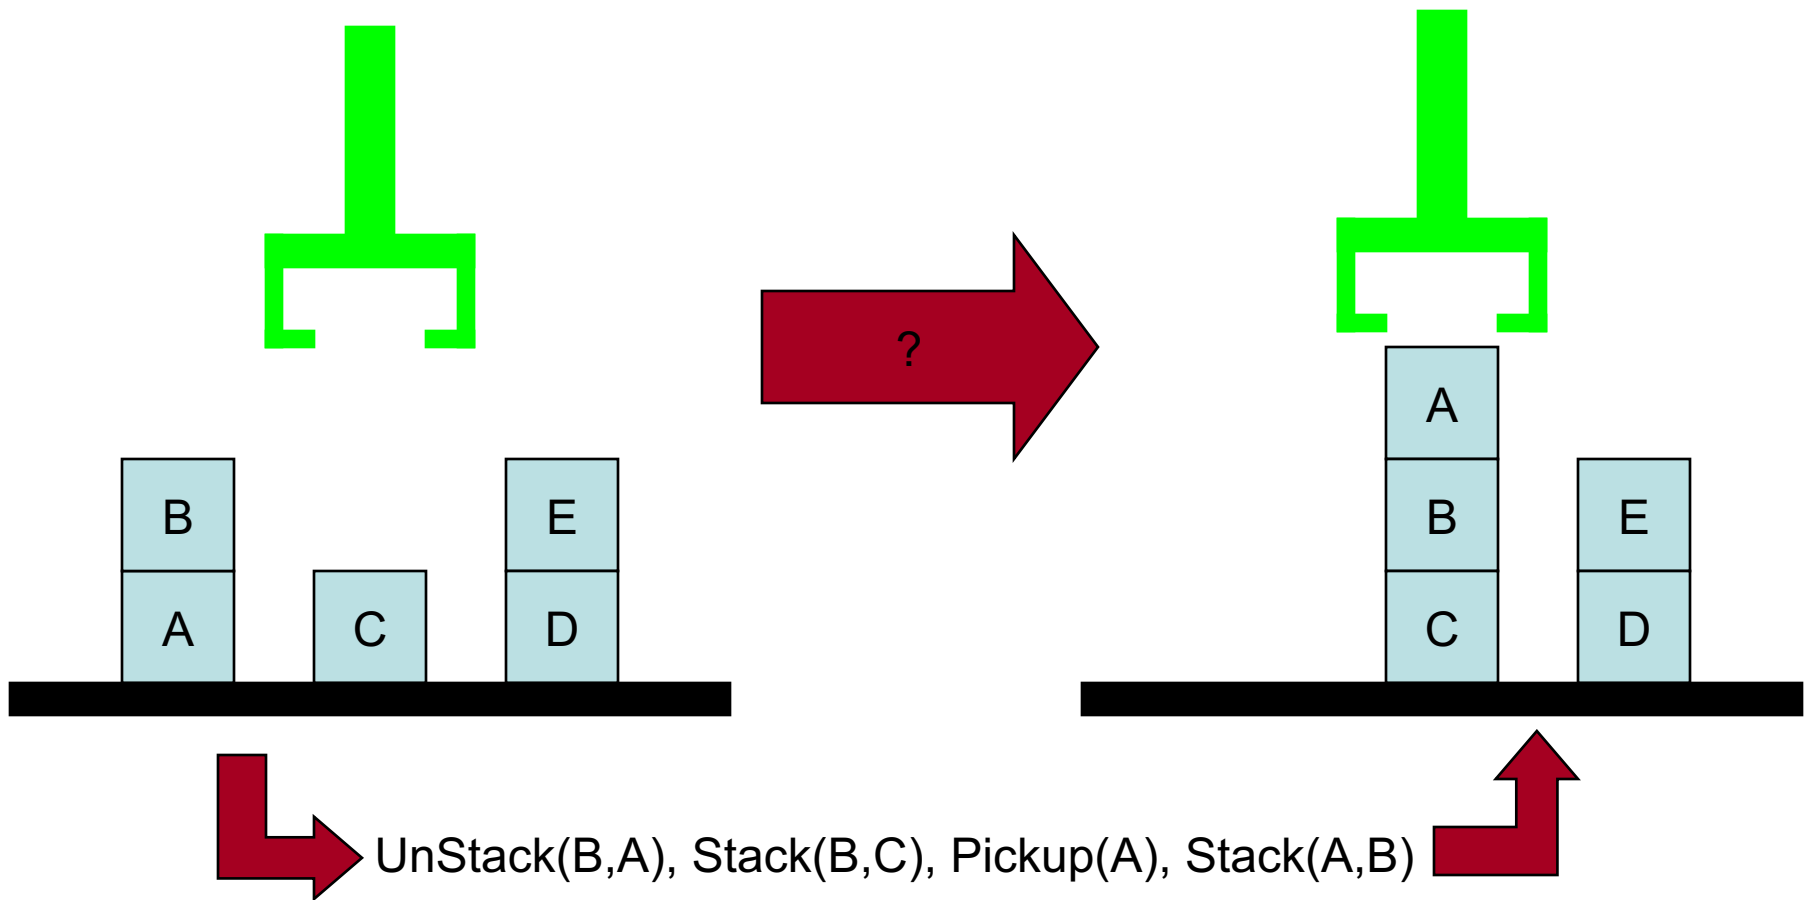 ?
A
B
E
B
E
A
C
D
C
D
UnStack(B,A), Stack(B,C), Pickup(A), Stack(A,B)